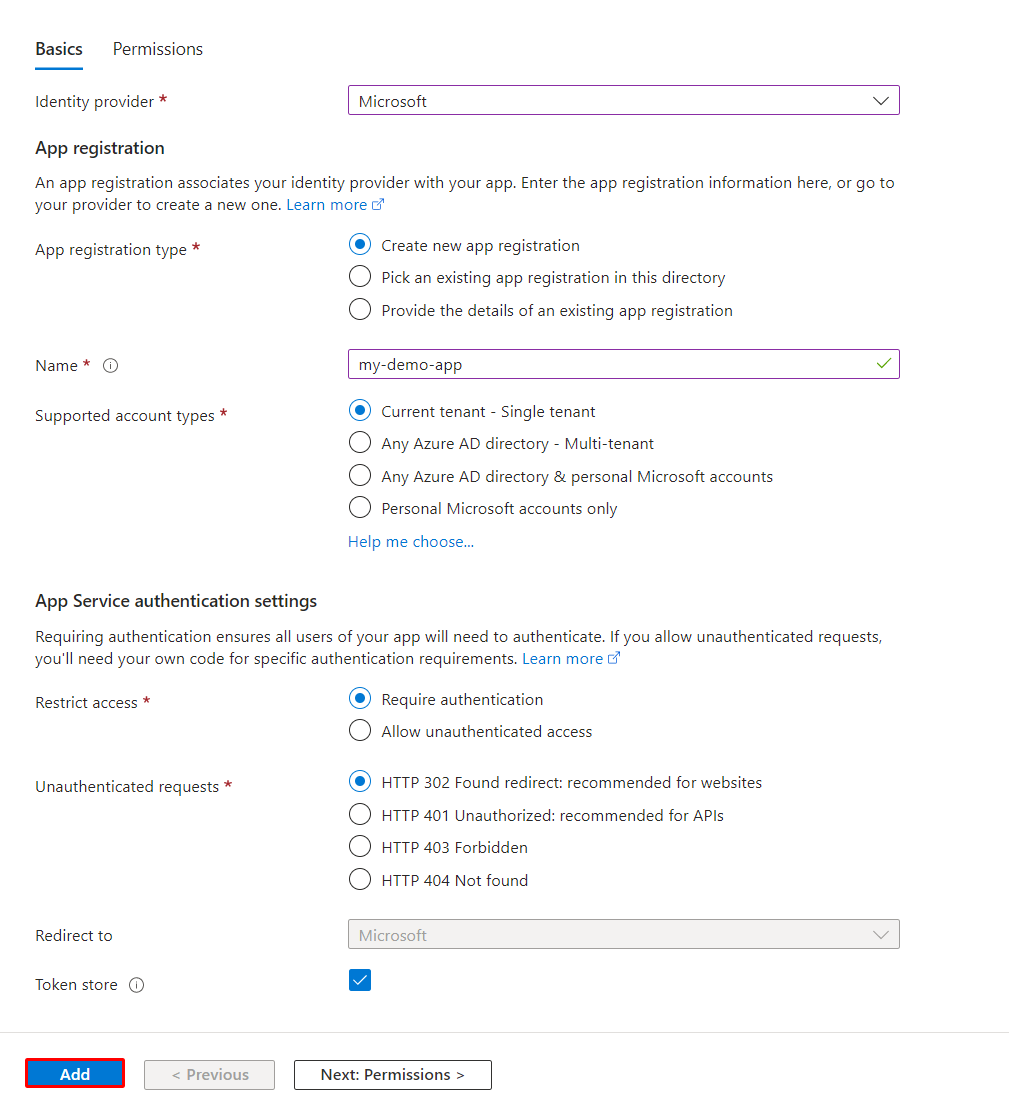 Basics Permissions
Identity provider * Microsoft
App registration
An app registration associates your identity provider with your app. Enter the app registration information here, or go to
your provider to create a new one. Learn more
App registration type * Create new app registration
Pick an existing app registration in this directory
Provide the details of an existing app registration
Name * my-demo-app
Supported account types * Current tenant - Single tenant
Any Azure AD directory - Multi-tenant
Any Azure AD directory & personal Microsoft accounts
Personal Microsoft accounts only
Help me choose...
App Service authentication settings
Requiring authentication ensures all users of your app will need to authenticate. If you allow unauthenticated requests,
you'll need your own code for specific authentication requirements. Learn more
Restrict access * Require authentication
Allow unauthenticated access
Unauthenticated requests * HTTP 302 Found redirect: recommended for websites
HTTP 401 Unauthorized: recommended for APIs
HTTP 403 Forbidden
HTTP 404 Not found
Redirect to Microsoft
Token store
Add < Previous Next: Permissions >